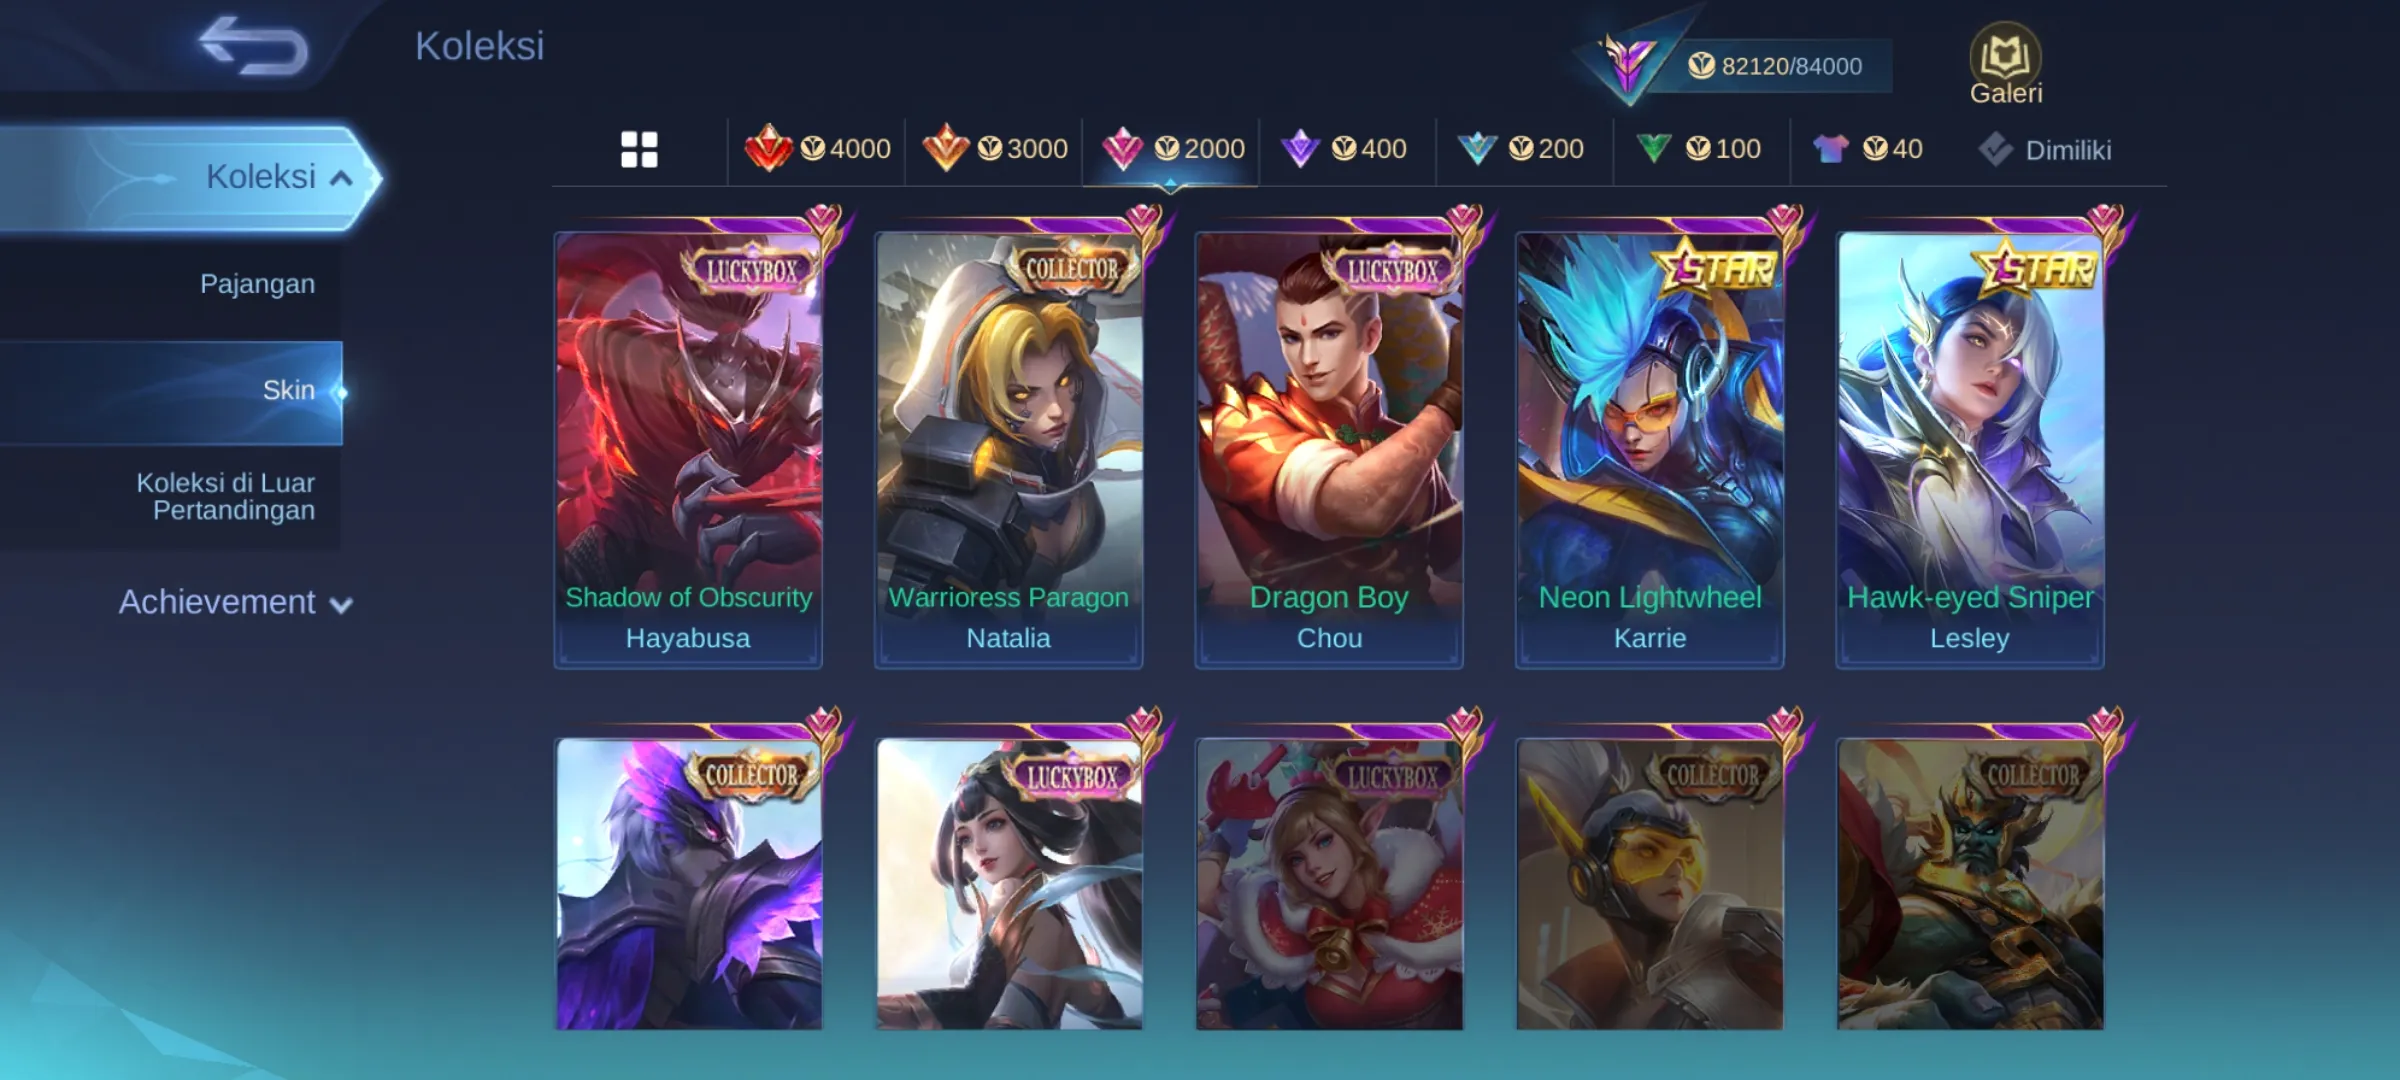 Koleksi
82120/84000
Galeri
4000
3000
2000
400
200
100
40
Dimiliki
Koleksi
Pajangan
Skin
Koleksi di Luar
Pertandingan
Achievement
LUCKYBOX
COLLECTOR
LUCKYBOX
STAR
STAR
Shadow of Obscurity
Hayabusa
Warrioress Paragon
Natalia
Dragon Boy
Chou
Neon Lightwheel
Karrie
Hawk-eyed Sniper
Lesley
COLLECTOR
LUCKYBOX
LUCKYBOX
COLLECTOR
COLLECTOR